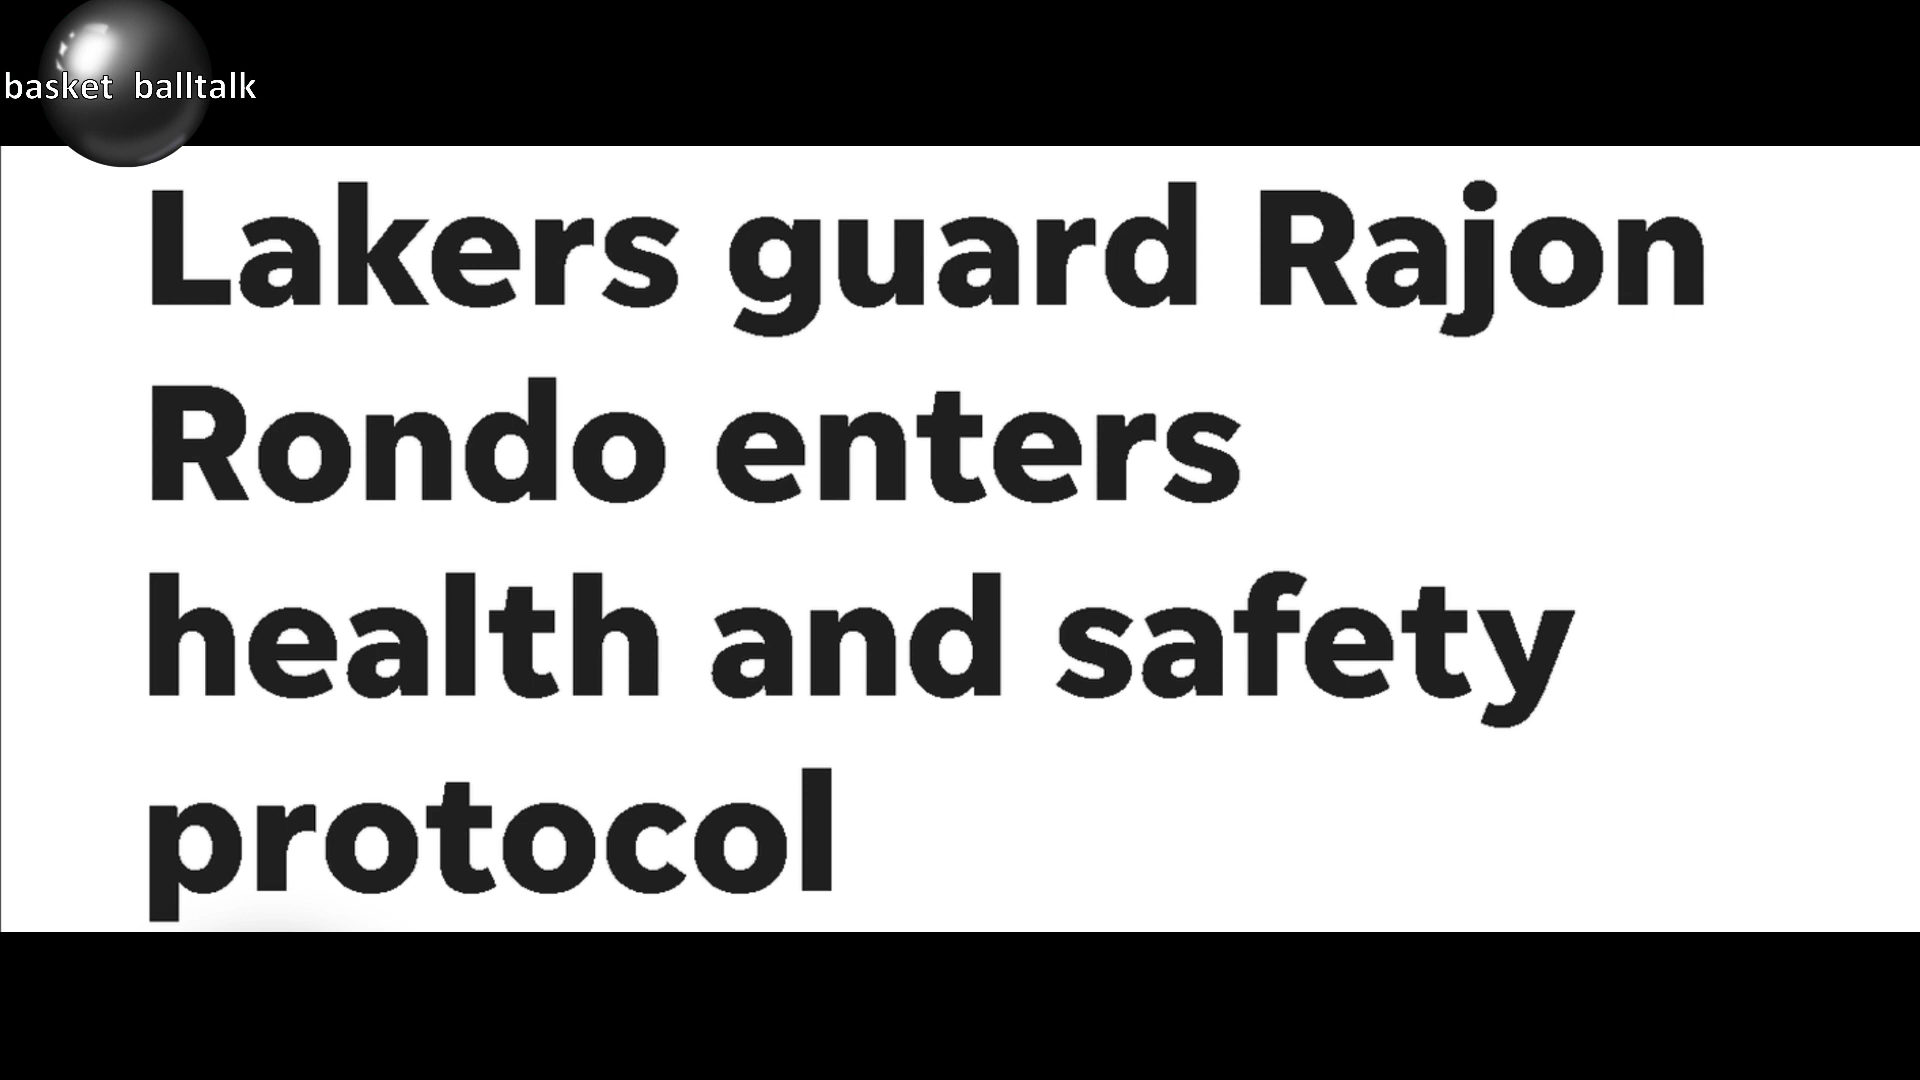 basket balltalk
Lakers guard Rajon
Rondo enters
health and safety
protocol